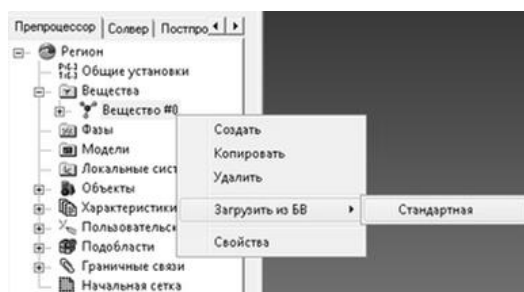 Препроцессор Солвер Постпро
Регион
Общие установки
Вещества
Вещество #0
Фазы
Модели
Локальные сист
Объекты
Характеристики
Пользовательск
Подобласти
Граничные связи
Начальная сетка
Создать
Копировать
Удалить
Загрузить из БВ
Свойства
Стандартная